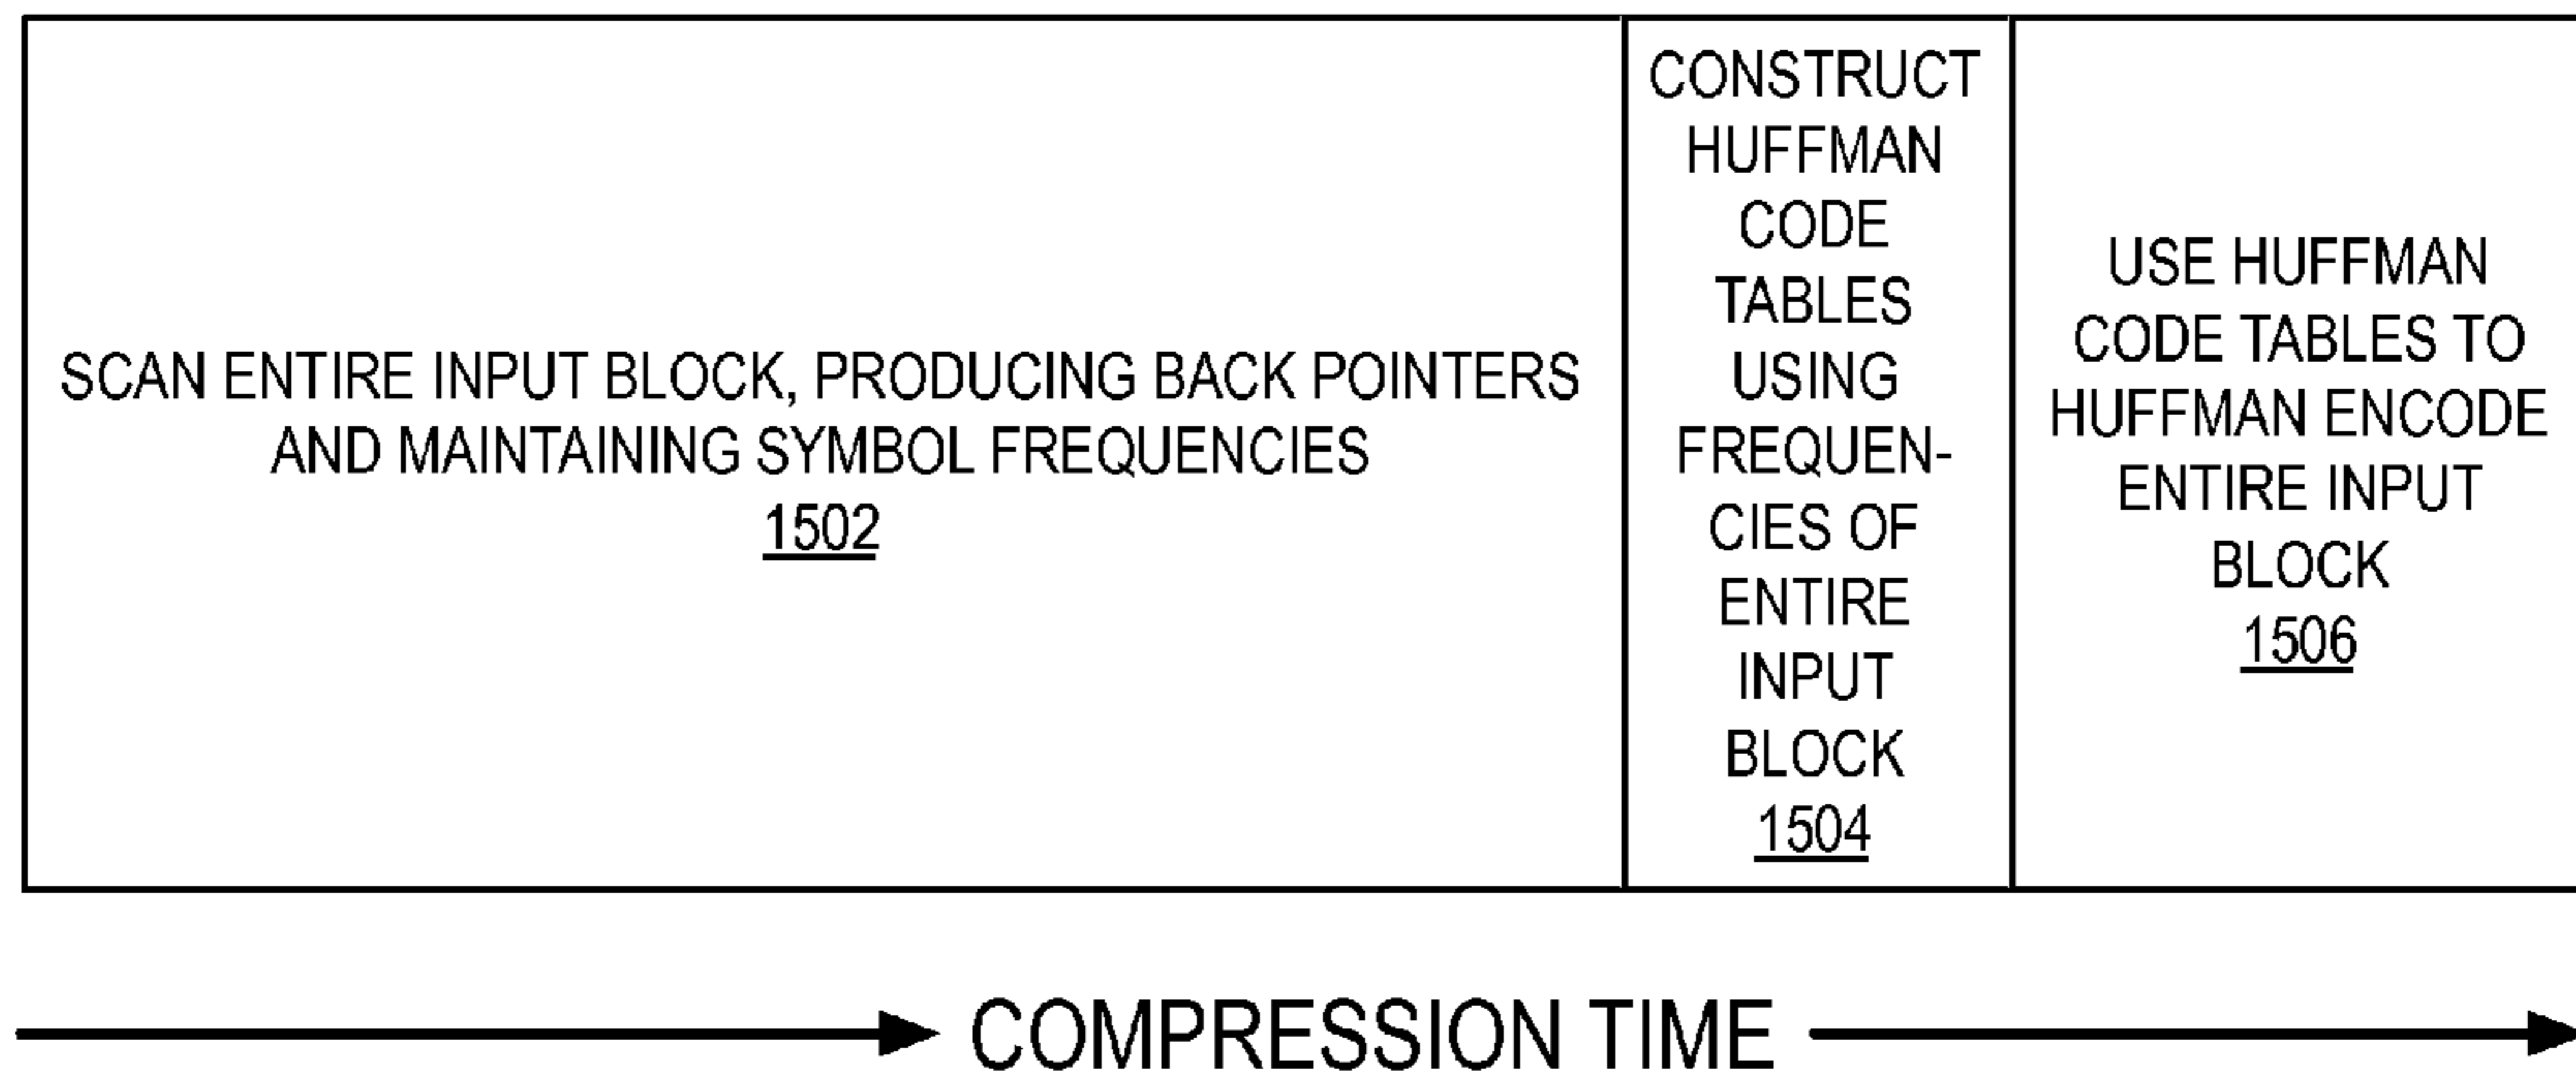 SCAN ENTIRE INPUT BLOCK, PRODUCING BACK POINTERS
AND MAINTAINING SYMBOL FREQUENCIES
1502
CONSTRUCT
HUFFMAN
CODE
TABLES
USING
FREQUEN-
CIES OF
ENTIRE
INPUT
BLOCK
1504
USE HUFFMAN
CODE TABLES TO
HUFFMAN ENCODE
ENTIRE INPUT
BLOCK
1506
COMPRESSION TIME